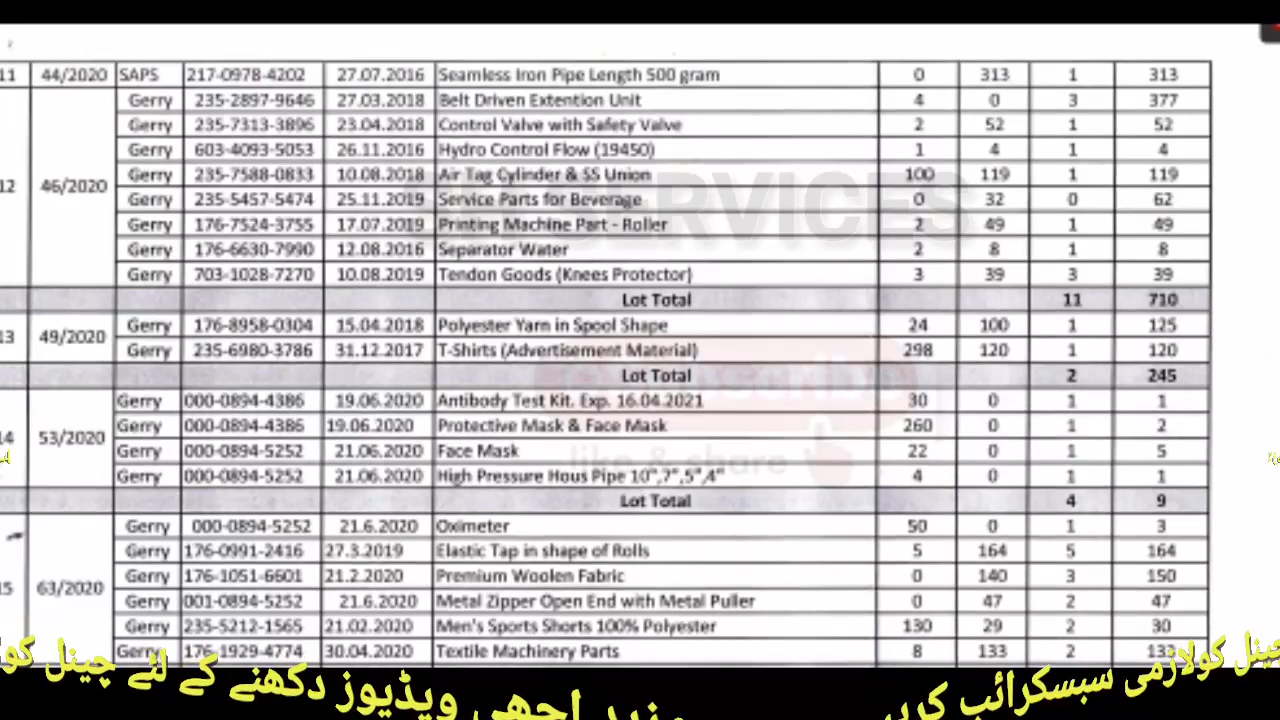 11 44/2020 SAPS 217-0978-4202 27.07.2016 Seamless Iron Pipe Length 500 gram 0 313 1 313
Gerry 235-2897-9646 27.03.2018 Belt Driven Extention Unit 4 0 3 377
Gerry 235-7313-3896 23.04.2018 Control Valve with Safety Valve 2 52 1 52
Gerry 603-4093-5053 26.11.2016 Hydro Control Flow (19450) 1 4 1 4
12 46/2020 Gerry 235-7588-0833 10.08.2018 Air Tag Cylinder & SS Union 100 119 1 119
Gerry 235-5457-5474 25.11.2019 Service Parts for Beverage 0 32 0 62
SERVICES
Gerry 176-7524-3755 17.07.2019 Printing Machine Part - Roller 2 49 1 49
Gerry 176-6630-7990 12.08.2016 Separator Water 2 8 1 8
Gerry 703-1028-7270 10.08.2019 Tendon Goods (Knees Protector) 3 39 3 39
Lot Total 11 710
13 49/2020 Gerry 176-8958-0304 15.04.2018 Polyester Yarn in Spool Shape 24 100 1 125
Gerry 235-6980-3786 31.12.2017 T-Shirts (Advertisement Material) 298 120 1 120
Lot Total 2 245
Gerry 000-0894-4386 19.06.2020 Antibody Test Kit. Exp. 16.04.2021 30 0 1 1
14 53/2020 Gerry 000-0894-4386 19.06.2020 Protective Mask & Face Mask 260 0 1 2
Gerry 000-0894-5252 21.06.2020 Face Mask 22 0 1 5
like & share
Gerry 000-0894-5252 21.06.2020 High Pressure Hous Pipe 10",7",5",4" 4 0 1 1
Lot Total 4 9
Gerry 000-0894-5252 21.6.2020 Oximeter 50 0 1 3
Gerry 176-0991-2416 27.3.2019 Elastic Tap in shape of Rolls 5 164 5 164
15 63/2020 Gerry 176-1051-6601 21.2.2020 Premium Woolen Fabric 0 140 3 150
Gerry 001-0894-5252 21.6.2020 Metal Zipper Open End with Metal Puller 0 47 2 47
Gerry 235-5212-1565 21.02.2020 Men's Sports Shorts 100% Polyester 130 29 2 30
Gerry 176-1929-4774 30.04.2020 Textile Machinery Parts 8 133 2
مزید اچھی ویڈیوز دکھنے کے لئے چینل کو
چینل کولازمی سبسکرائب کریں